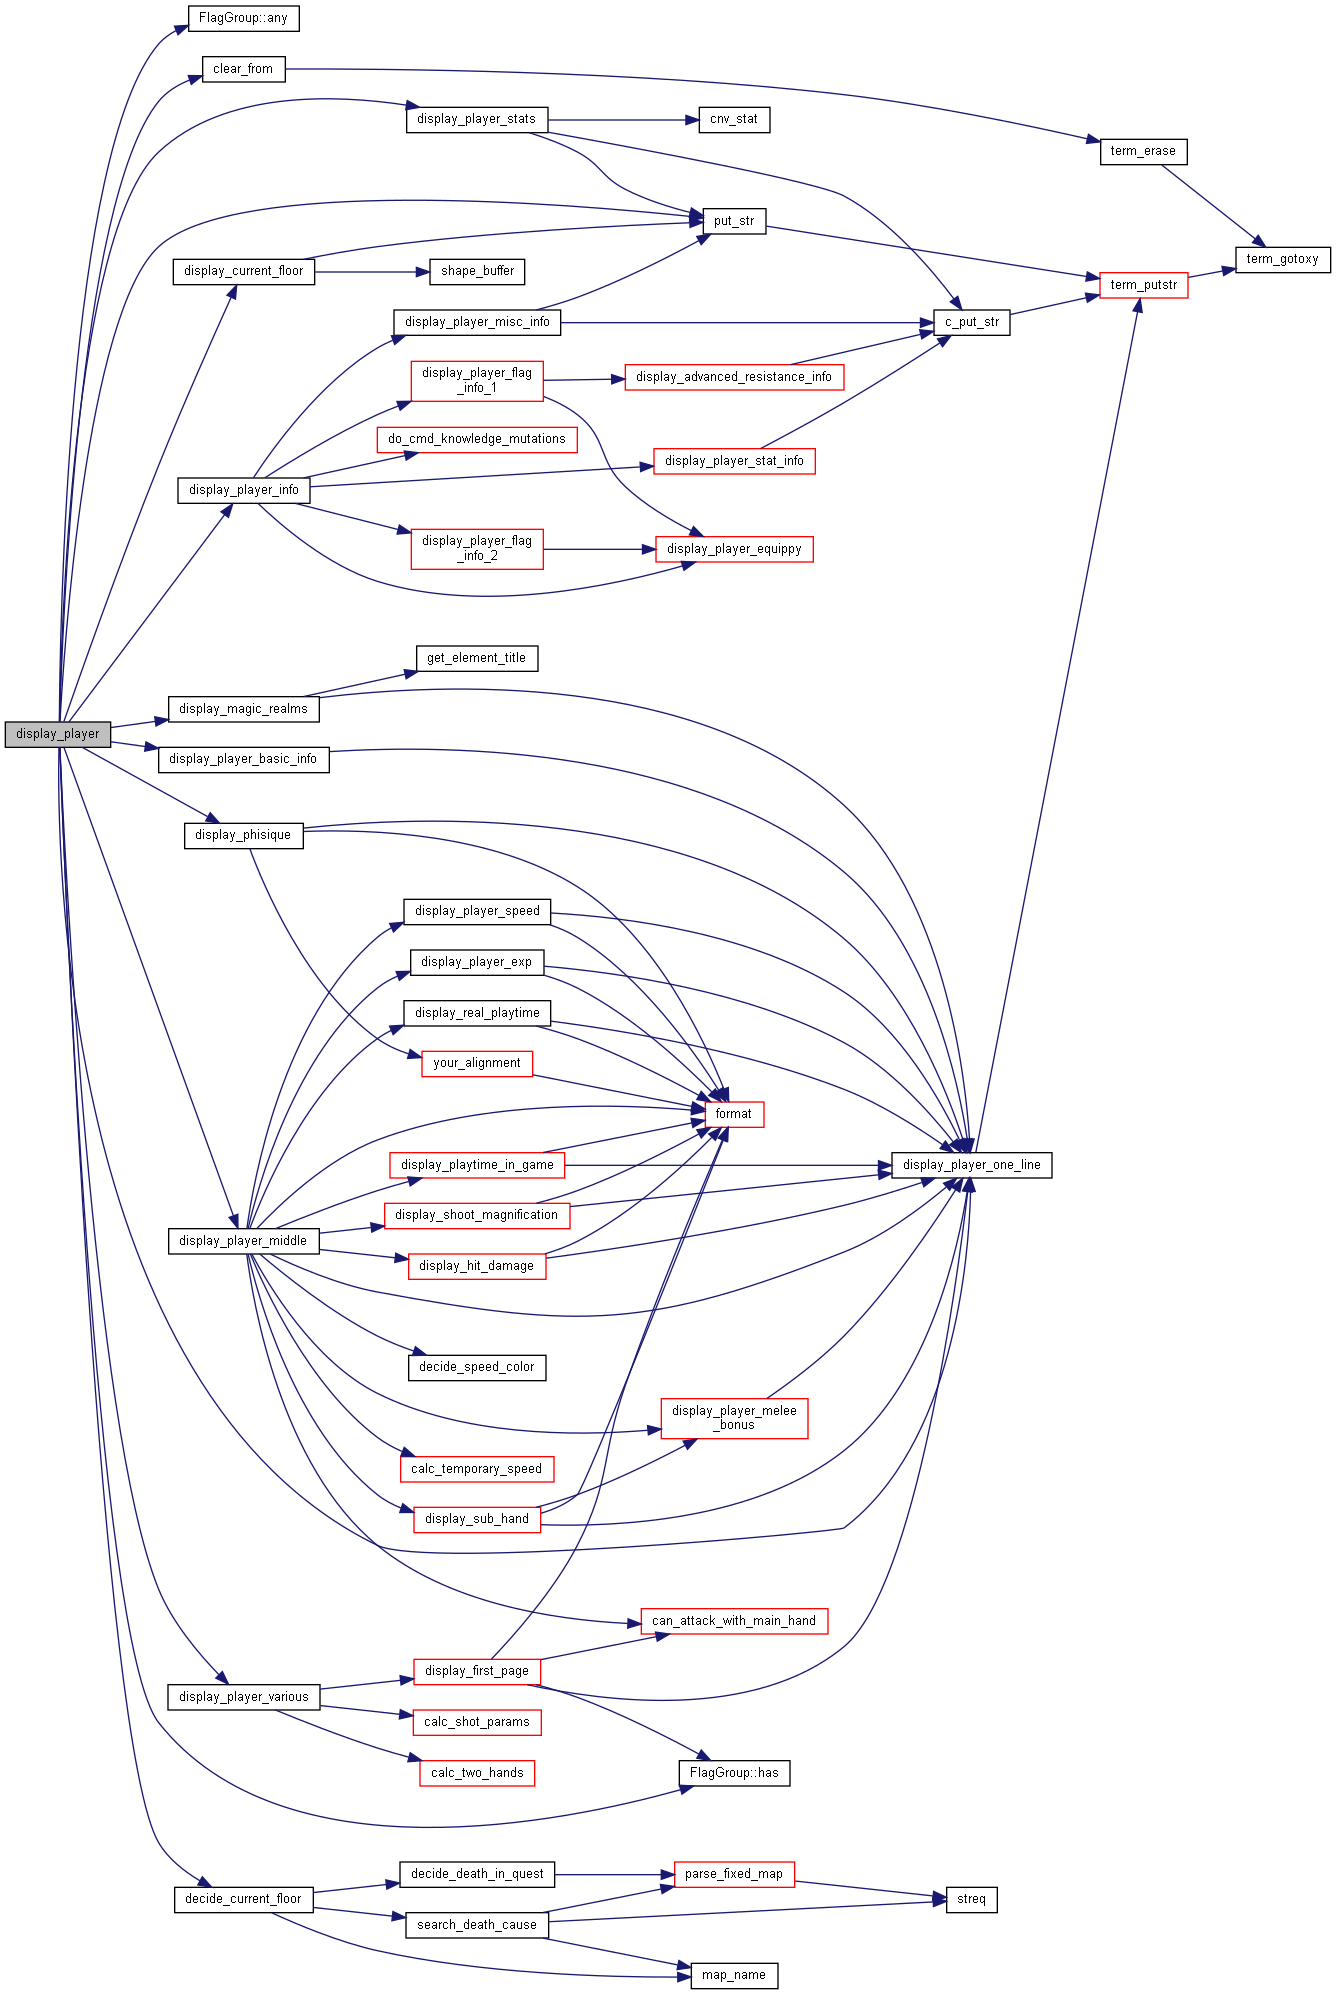 FlagGroup::any
clear_from
display_player_stats
cnv_stat
term_erase
put_str
term_gotoxy
display_current_floor
shape_buffer
term_putstr
display_player_misc_info
c_put_str
display_player_flag
_info_1
display_advanced_resistance_info
do_cmd_knowledge_mutations
display_player_stat_info
display_player_info
display_player_flag
_info_2
display_player_equippy
get_element_title
display_magic_realms
display_player
display_player_basic_info
display_phisique
display_player_speed
display_player_exp
display_real_playtime
your_alignment
format
display_playtime_in_game
display_player_one_line
display_shoot_magnification
display_player_middle
display_hit_damage
decide_speed_color
display_player_melee
_bonus
calc_temporary_speed
display_sub_hand
can_attack_with_main_hand
display_first_page
display_player_various
calc_shot_params
calc_two_hands
FlagGroup::has
decide_death_in_quest
parse_fixed_map
decide_current_floor
streq
search_death_cause
map_name